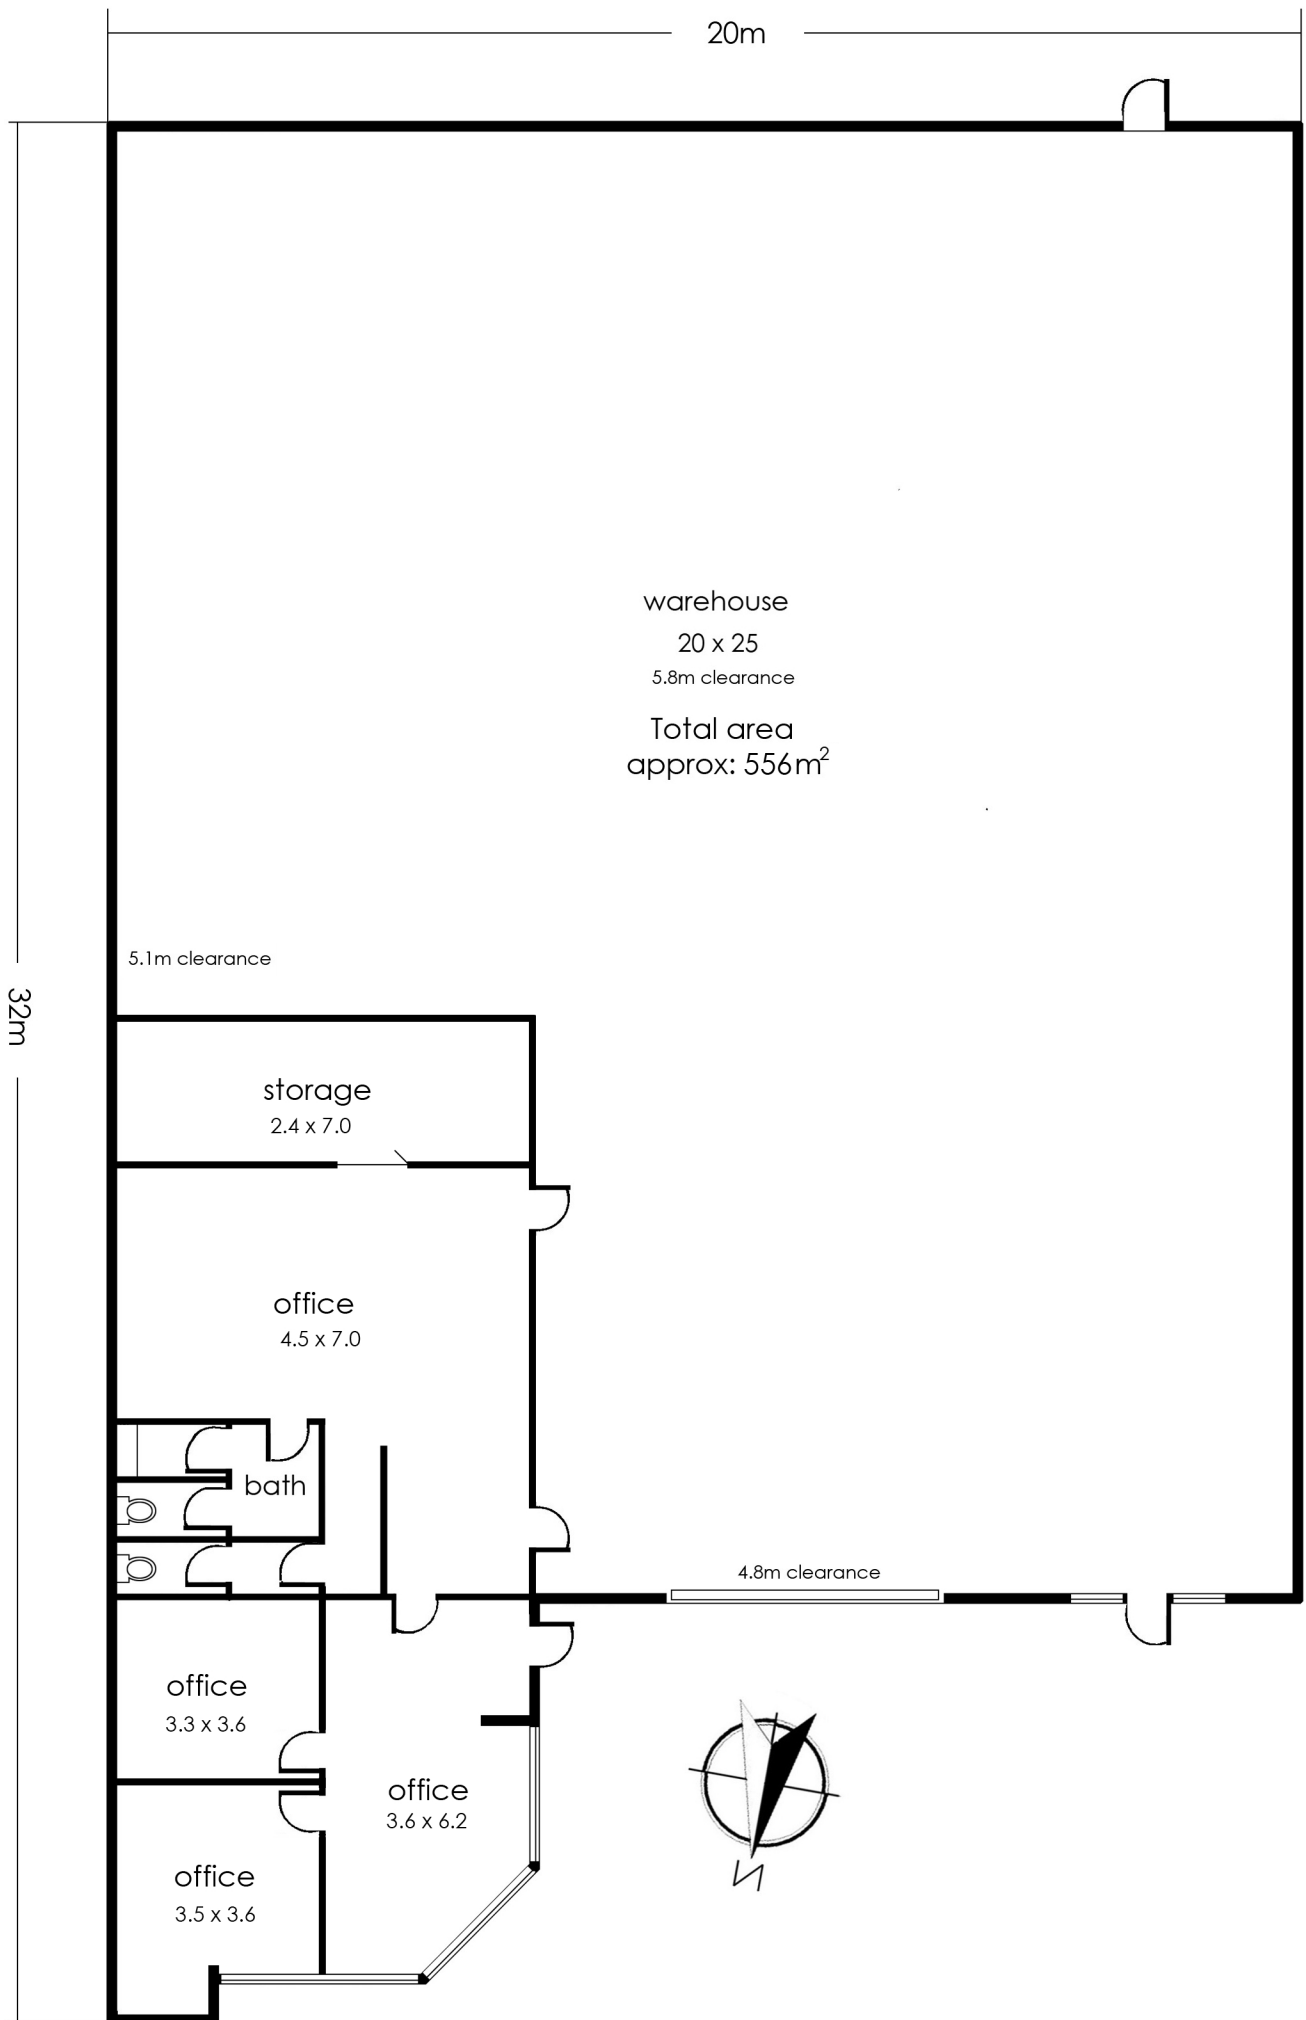 20m
warehouse
20 x 25
5.8m clearance
Total area
approx: 556m²
5.1m clearance
32m
storage
2.4 x 7.0
office
4.5 x 7.0
bath
4.8m clearance
office
3.3 x 3.6
office
3.6 x 6.2
office
3.5 x 3.6
N